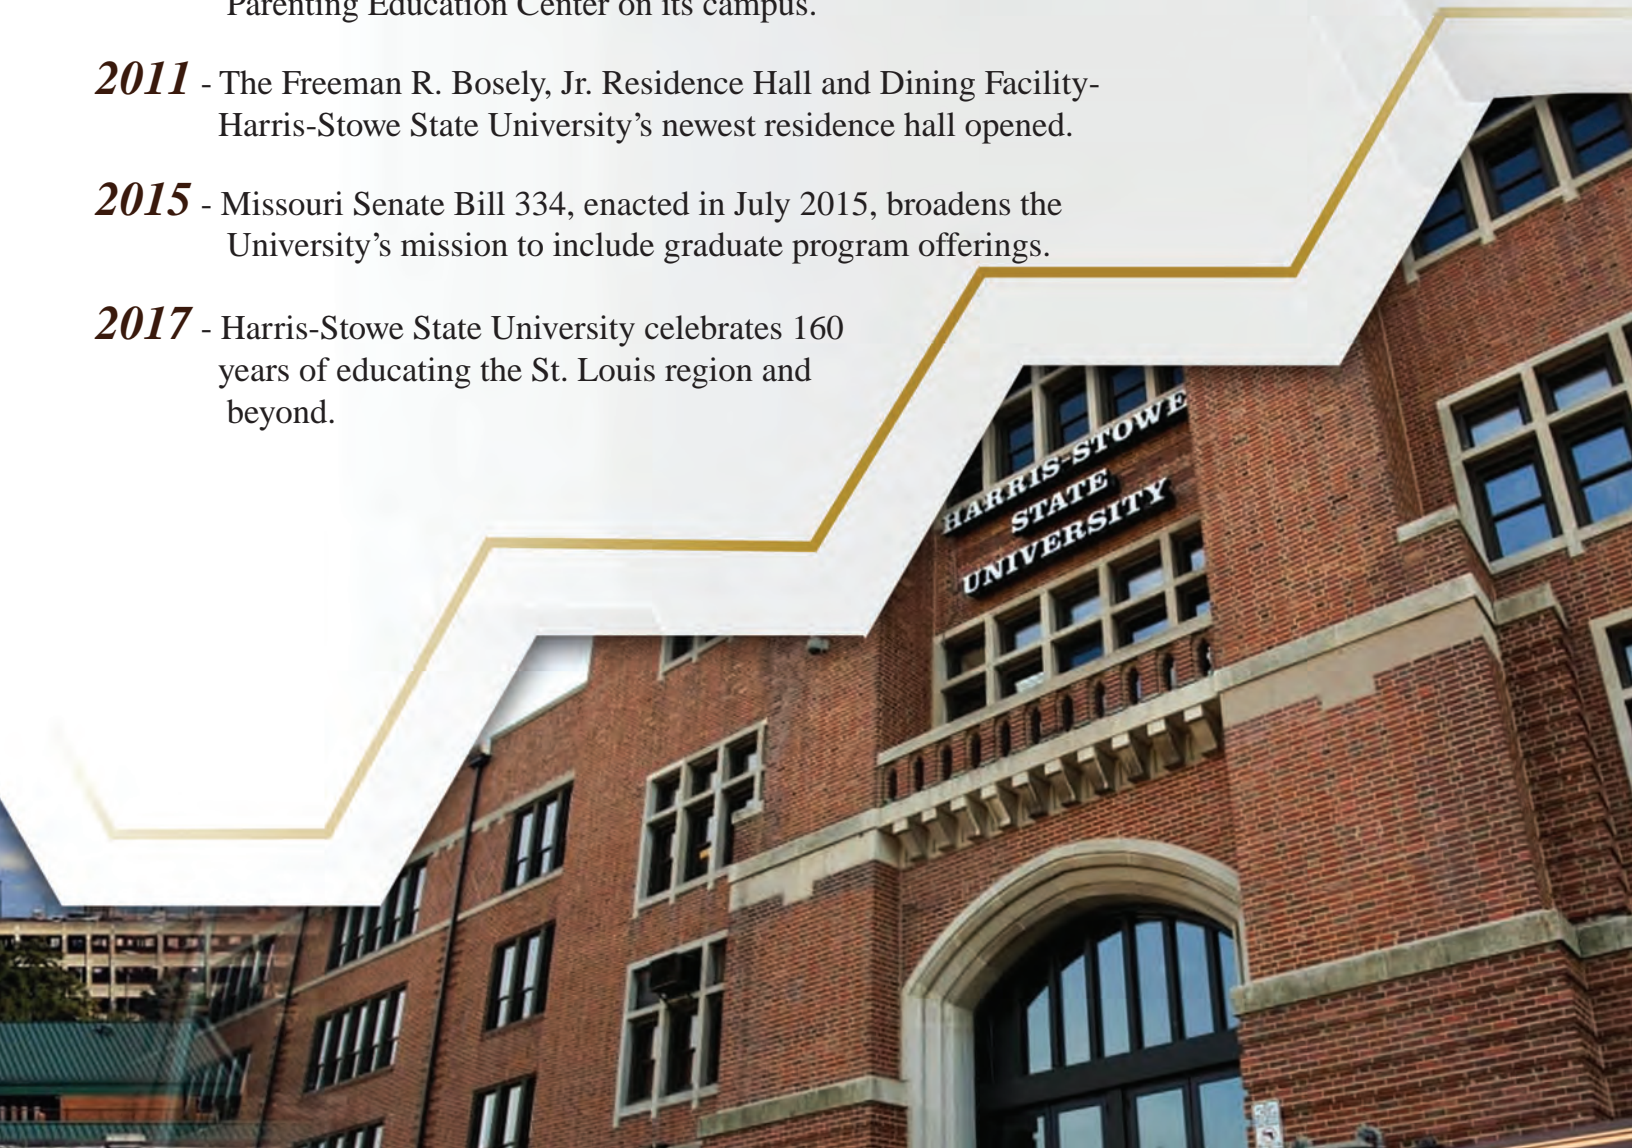 Parenting Education Center on its campus.
2011 - The Freeman R. Bosely, Jr. Residence Hall and Dining Facility-
Harris-Stowe State University’s newest residence hall opened.
2015 - Missouri Senate Bill 334, enacted in July 2015, broadens the
University’s mission to include graduate program offerings.
2017 - Harris-Stowe State University celebrates 160
years of educating the St. Louis region and
beyond.
HARRIS-STOWE
STATE
UNIVERSITY